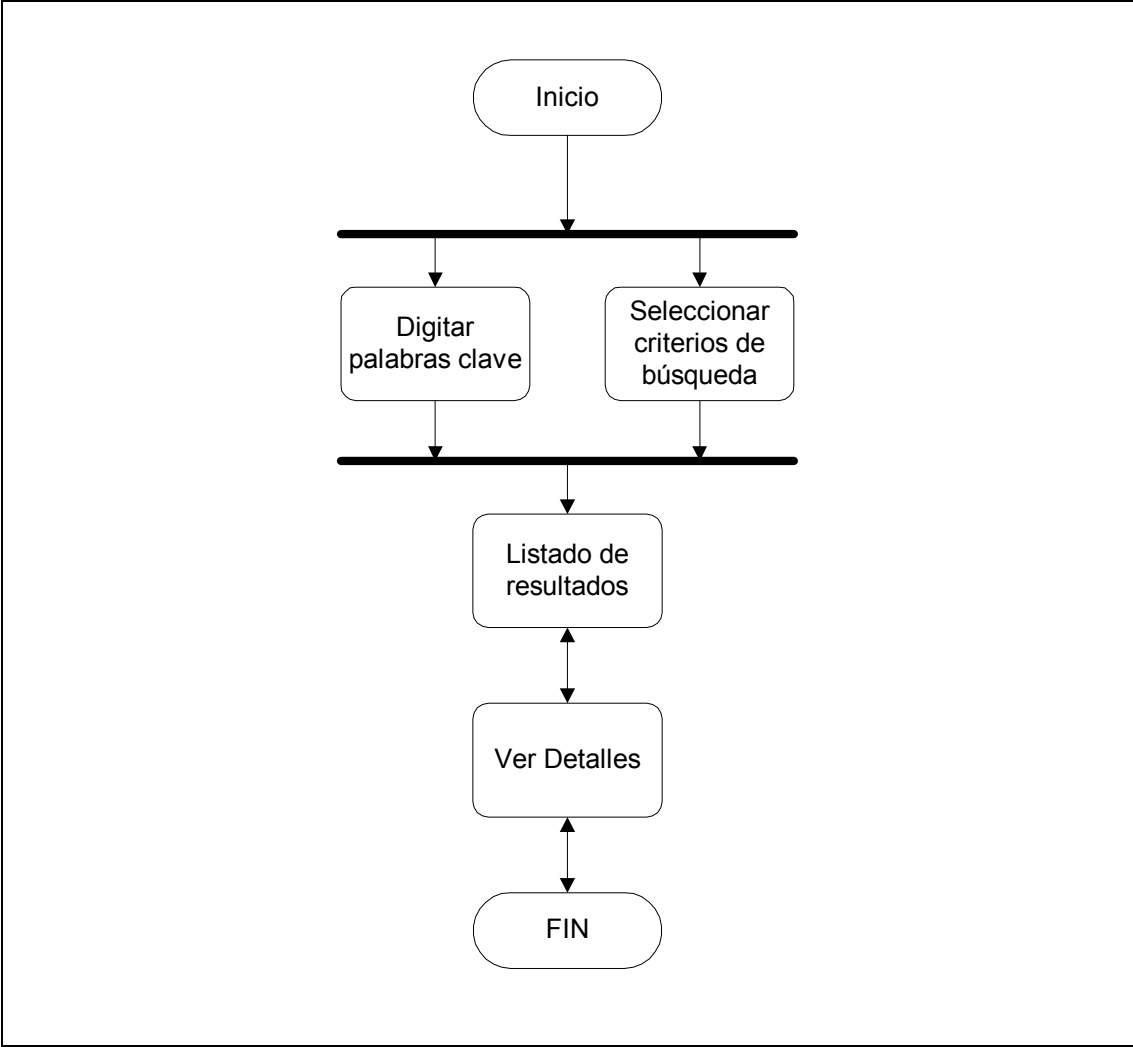 Inicio
Digitar
palabras clave
Seleccionar
criterios de
búsqueda
Listado de
resultados
Ver Detalles
FIN